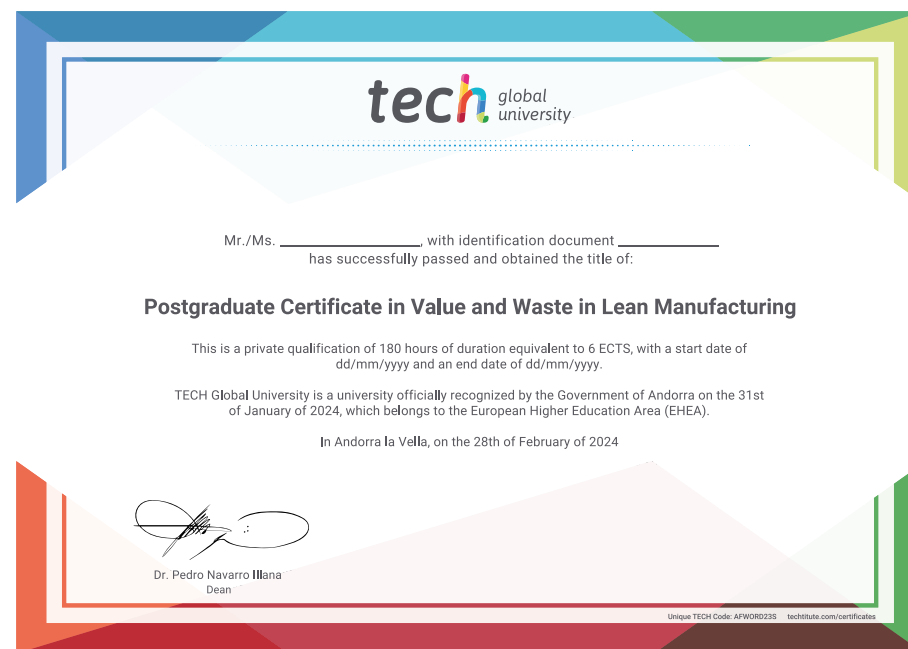 tech global university
Mr./Ms. ____________________, with identification document ______________
has successfully passed and obtained the title of:
Postgraduate Certificate in Value and Waste in Lean Manufacturing
This is a private qualification of 180 hours of duration equivalent to 6 ECTS, with a start date of
dd/mm/yyyy and an end date of dd/mm/yyyy.
TECH Global University is a university officially recognized by the Government of Andorra on the 31st
of January of 2024, which belongs to the European Higher Education Area (EHEA).
In Andorra la Vella, on the 28th of February of 2024
Dr. Pedro Navarro Illana
Dean
Unique TECH Code: AFWORD23S techtitute.com/certificates